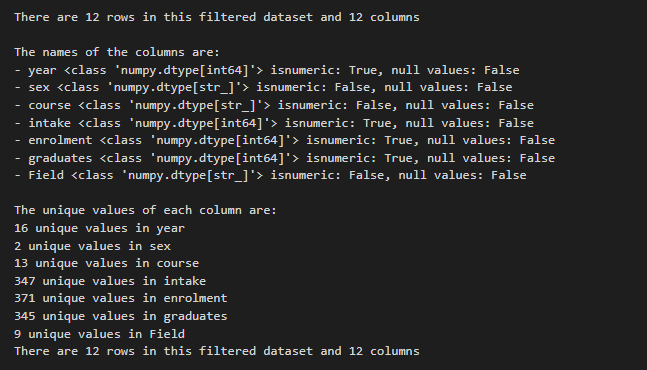 There are 12 rows in this filtered dataset and 12 columns
The names of the columns are:
- year <class 'numpy.dtype[int64]'> isnumeric: True, null values: False
- sex <class 'numpy.dtype[str_]'> isnumeric: False, null values: False
- course <class 'numpy.dtype[str_]'> isnumeric: False, null values: False
- intake <class 'numpy.dtype[int64]'> isnumeric: True, null values: False
- enrolment <class 'numpy.dtype[int64]'> isnumeric: True, null values: False
- graduates <class 'numpy.dtype[int64]'> isnumeric: True, null values: False
- Field <class 'numpy.dtype[str_]'> isnumeric: False, null values: False
The unique values of each column are:
16 unique values in year
2 unique values in sex
13 unique values in course
347 unique values in intake
371 unique values in enrolment
345 unique values in graduates
9 unique values in Field
There are 12 rows in this filtered dataset and 12 columns